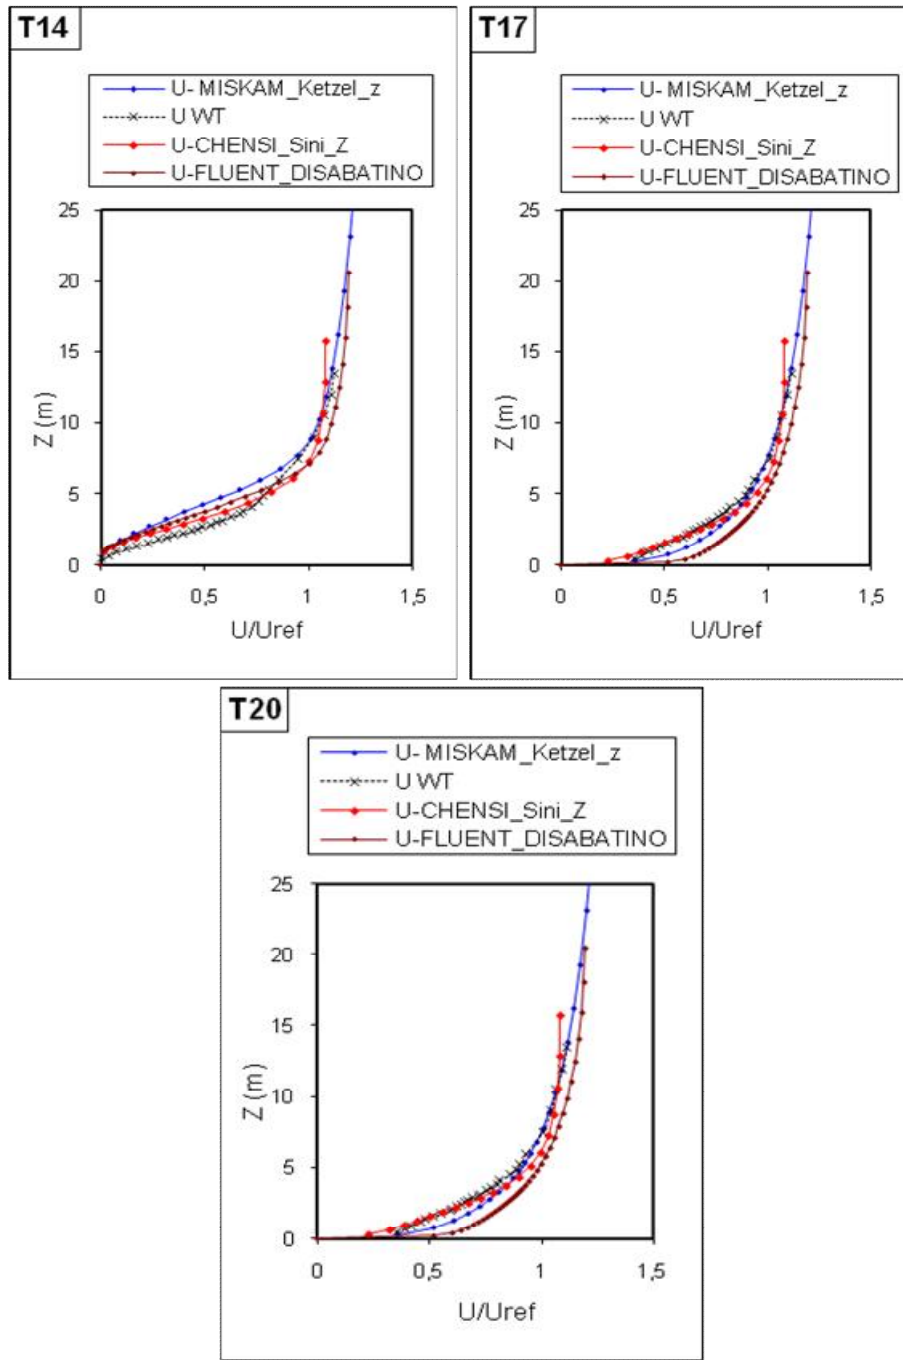 T14
U- MISKAM_Ketzel_z
U WT
U-CHENSI_Sini_Z
U-FLUENT_DISABATINO
25
20
15
10
5
0
Z (m)
0 0,5 1 1,5
U/Uref
T17
U- MISKAM_Ketzel_z
U WT
U-CHENSI_Sini_Z
U-FLUENT_DISABATINO
25
20
15
10
5
0
Z (m)
0 0,5 1 1,5
U/Uref
T20
U- MISKAM_Ketzel_z
U WT
U-CHENSI_Sini_Z
U-FLUENT_DISABATINO
25
20
15
10
5
0
Z (m)
0 0,5 1 1,5
U/Uref